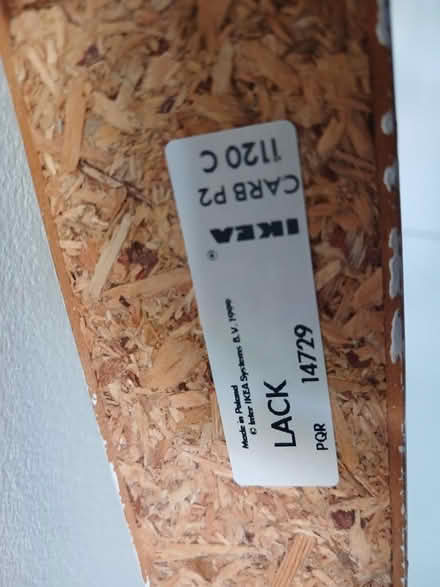 IKEA®
CARB P2
1120 C
Made in Poland
© Inter IKEA Systems B.V. 1999
LACK
PQR 14729